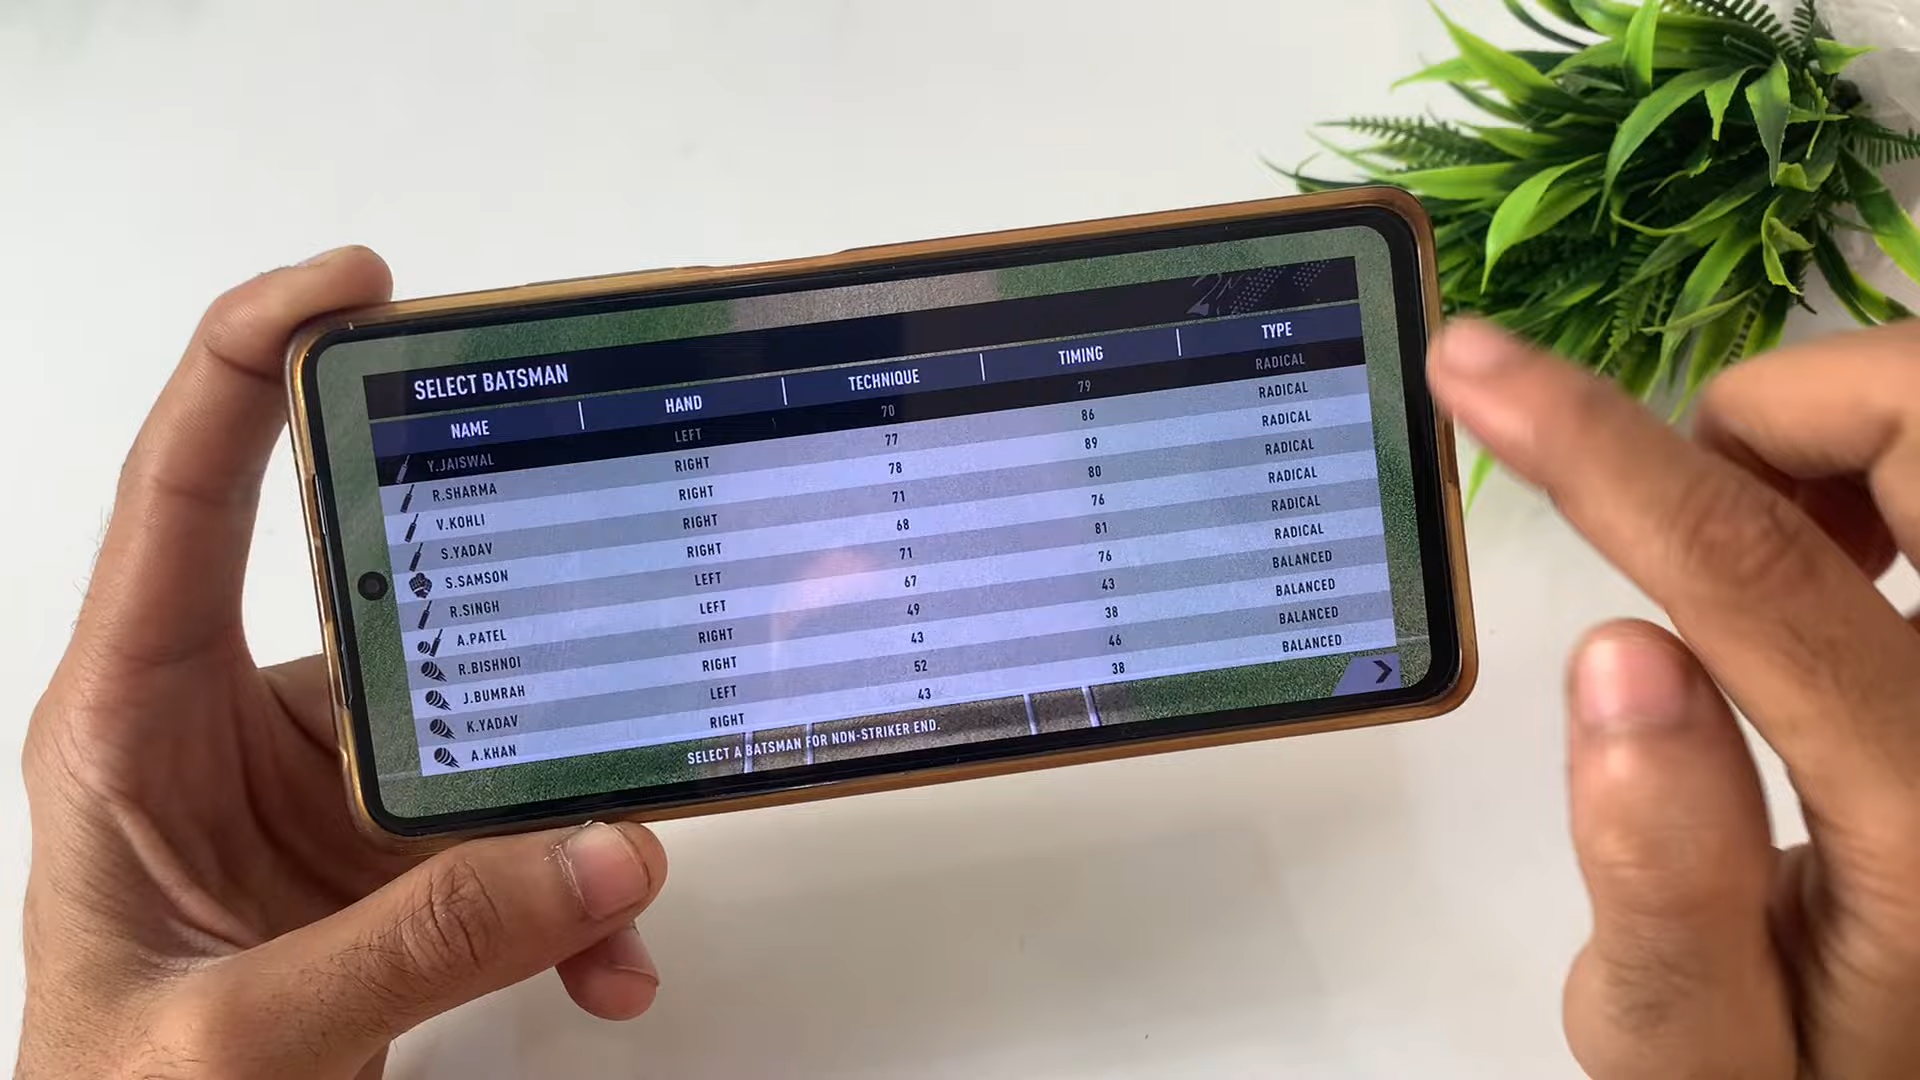 SELECT BATSMAN
NAME HAND TECHNIQUE TIMING TYPE
Y.JAISWAL LEFT 70 79 RADICAL
R.SHARMA RIGHT 77 86 RADICAL
V.KOHLI RIGHT 78 89 RADICAL
S.YADAV RIGHT 71 80 RADICAL
S.SAMSON RIGHT 68 76 RADICAL
R.SINGH LEFT 71 81 RADICAL
A.PATEL LEFT 67 76 RADICAL
R.BISHNOI RIGHT 49 43 BALANCED
J.BUMRAH RIGHT 43 38 BALANCED
K.YADAV LEFT 52 46 BALANCED
A.KHAN RIGHT 43 38 BALANCED
SELECT A BATSMAN FOR NON-STRIKER END.